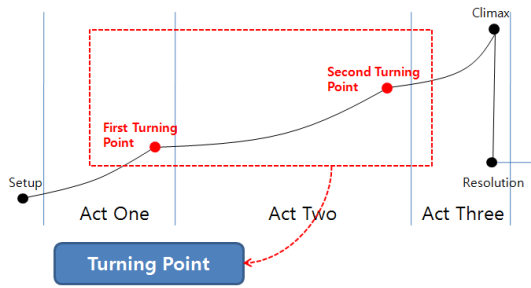 Climax
Second Turning
Point
First Turning
Point
Setup
Resolution
Act One
Act Two
Act Three
Turning Point